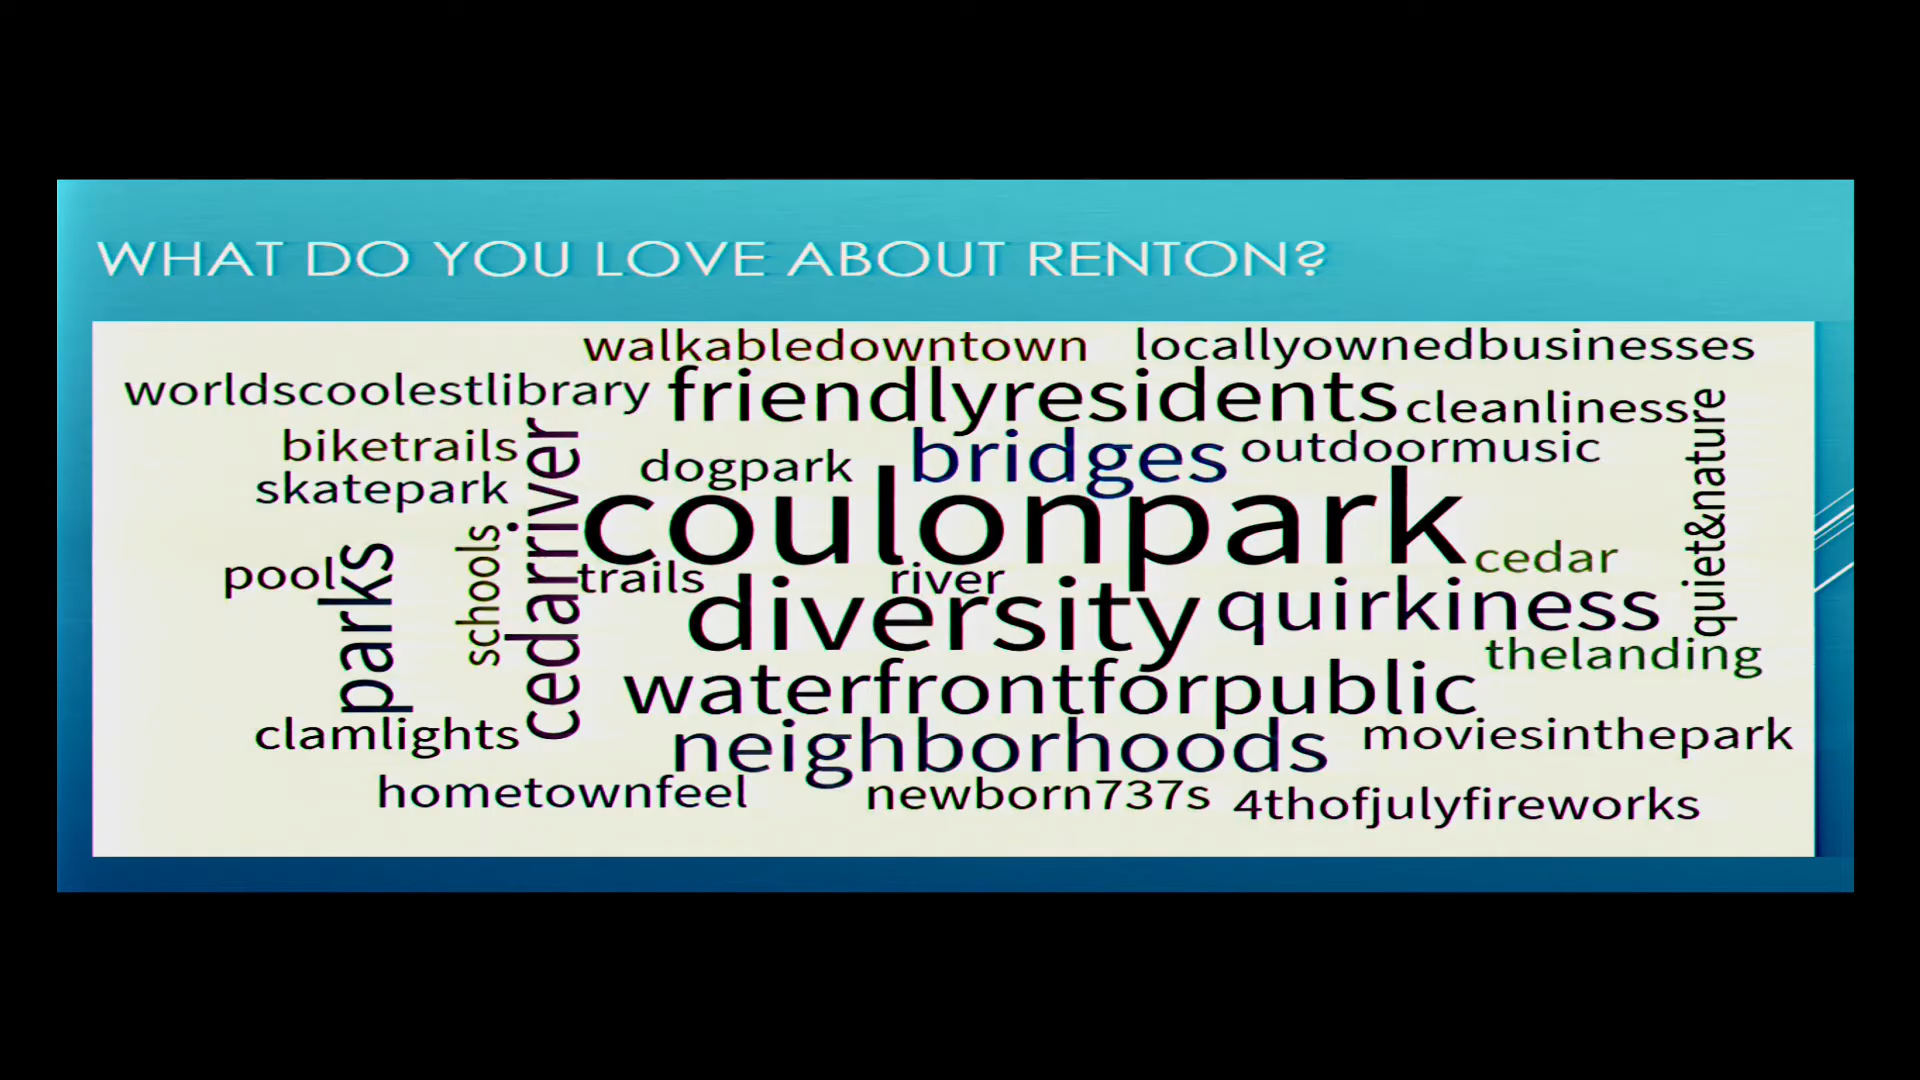 WHAT DO YOU LOVE ABOUT RENTON?
walkabledowntown
locallyownedbusinesses
worldscoolestlibrary
friendlyresidents
cleanliness
quiet&nature
biketrails
cedarriver
dogpark
bridges
outdoormusic
skatepark
coulonpark
schools
parks
pool
trails
river
cedar
diversity
quirkiness
thelanding
waterfrontforpublic
clamlights
neighborhoods
moviesinthepark
hometownfeel
newborn737s
4thofjulyfireworks